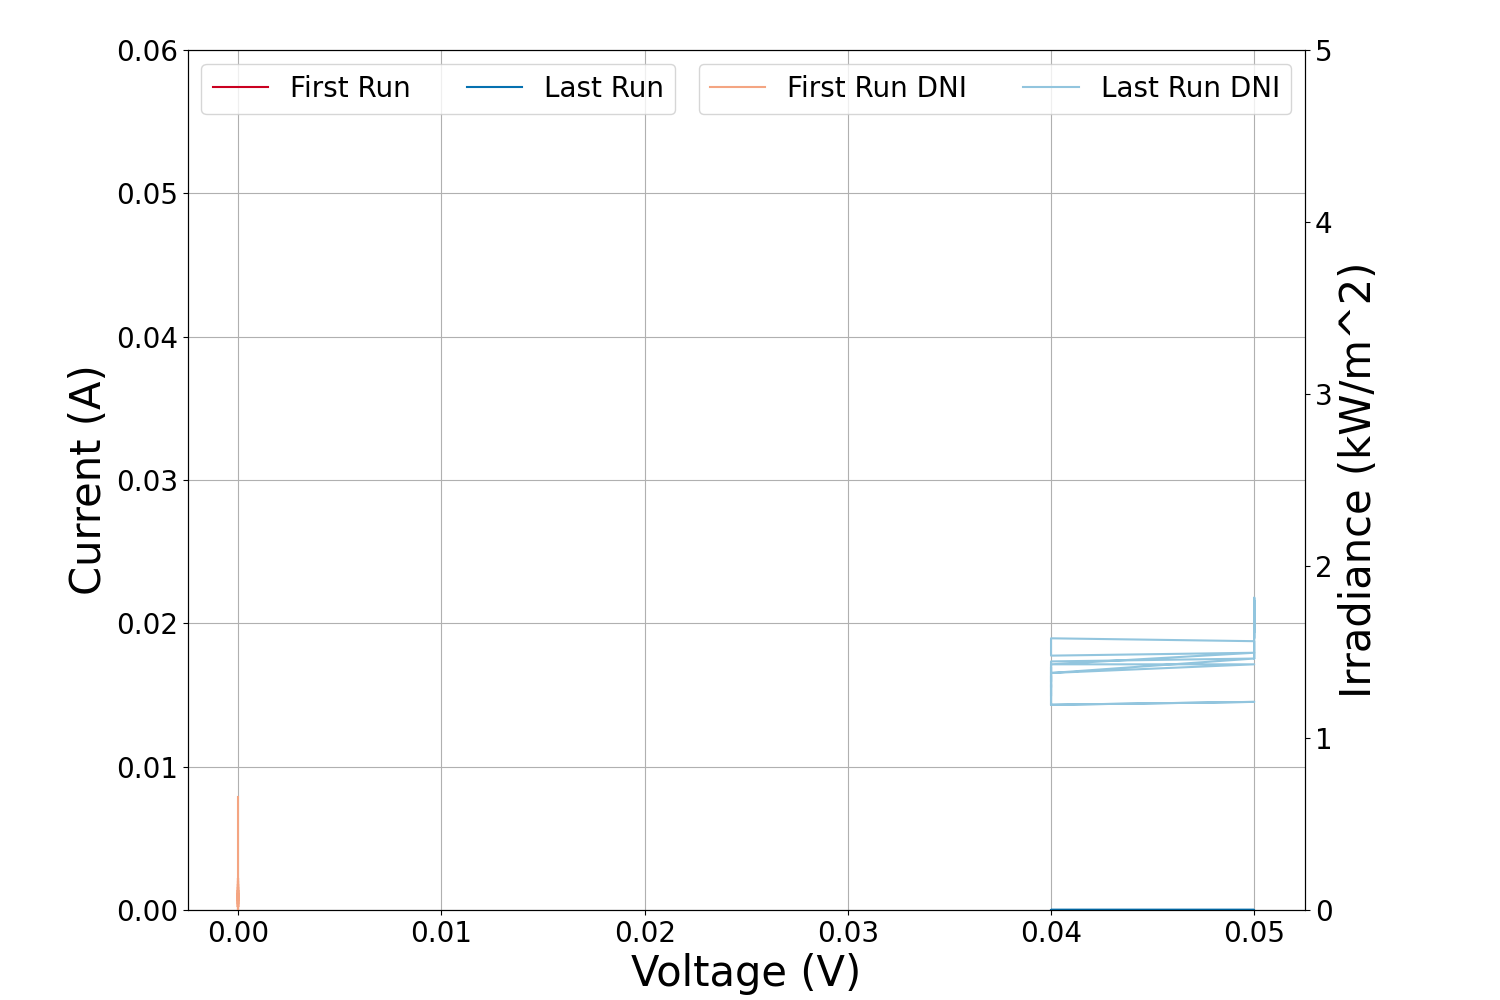 First Run
Last Run
First Run DNI
Last Run DNI
0.06
0.05
0.04
0.03
0.02
0.01
0.00
Current (A)
0.00
0.01
0.02
0.03
0.04
0.05
Voltage (V)
5
4
3
2
1
0
Irradiance (kW/m^2)